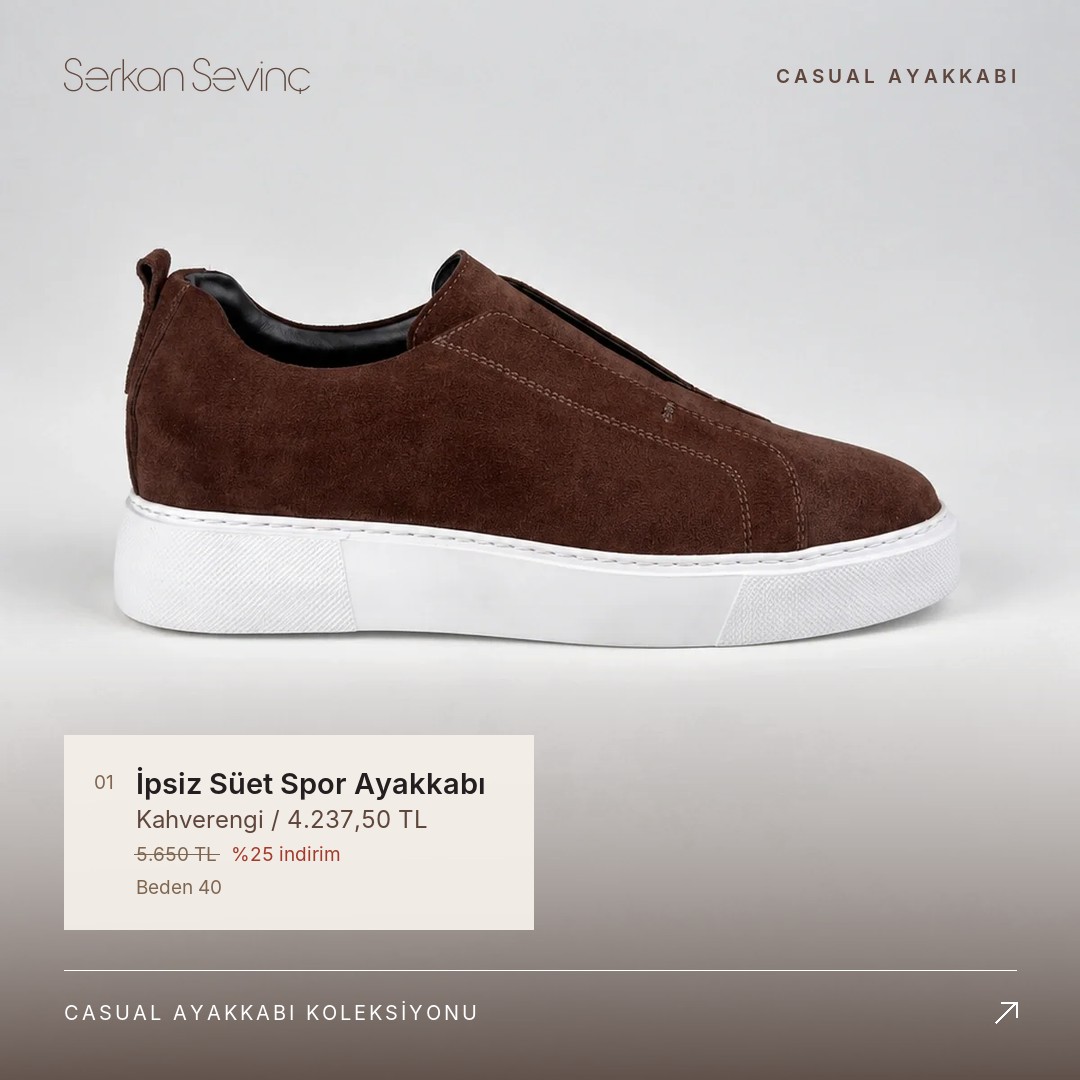 Serkan Sevinç
CASUAL AYAKKABI
01
İpsiz Süet Spor Ayakkabı
Kahverengi / 4.237,50 TL
5.650 TL %25 indirim
Beden 40
CASUAL AYAKKABI KOLEKSİYONU